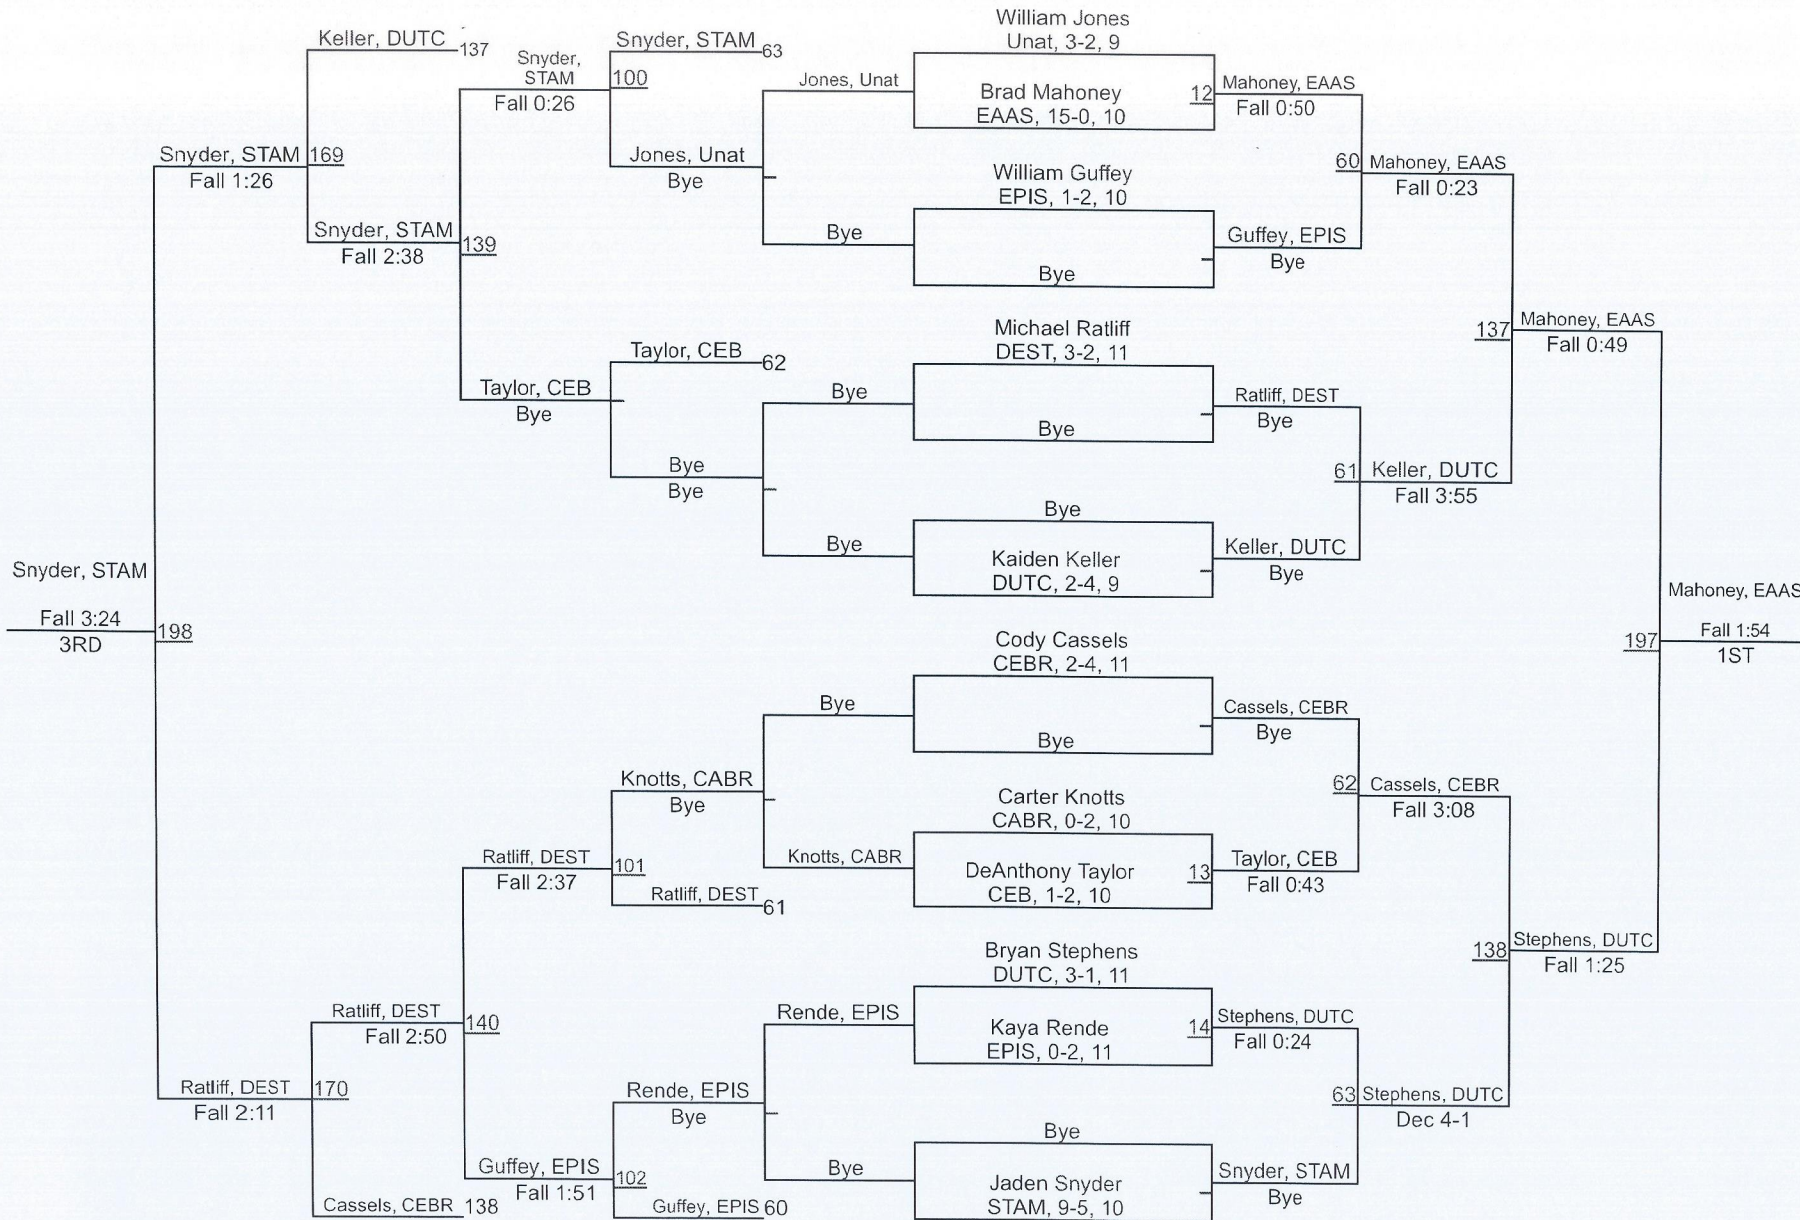 Keller, DUTC
137
Snyder, STAM
63
William Jones
Unat, 3-2, 9
Snyder,
STAM
100
Fall 0:26
Jones, Unat
Brad Mahoney
EAAS, 15-0, 10
12
Mahoney, EAAS
Fall 0:50
Snyder, STAM
169
Fall 1:26
Jones, Unat
Bye
William Guffey
EPIS, 1-2, 10
60
Mahoney, EAAS
Fall 0:23
Snyder, STAM
139
Fall 2:38
Bye
Bye
Guffey, EPIS
Bye
Taylor, CEB
62
Michael Ratliff
DEST, 3-2, 11
137
Mahoney, EAAS
Fall 0:49
Taylor, CEB
Bye
Bye
Bye
Ratliff, DEST
Bye
Bye
Bye
61
Keller, DUTC
Fall 3:55
Bye
Bye
Kaiden Keller
DUTC, 2-4, 9
Keller, DUTC
Bye
Snyder, STAM
Fall 3:24
3RD
198
Mahoney, EAAS
197
Fall 1:54
1ST
Cody Cassels
CEBR, 2-4, 11
Bye
Bye
Cassels, CEBR
Bye
Knotts, CABR
Bye
Carter Knotts
CABR, 0-2, 10
62
Cassels, CEBR
Fall 3:08
Ratliff, DEST
Fall 2:37
101
Knotts, CABR
DeAnthony Taylor
CEB, 1-2, 10
13
Taylor, CEB
Fall 0:43
Ratliff, DEST
61
Bryan Stephens
DUTC, 3-1, 11
138
Stephens, DUTC
Fall 1:25
Ratliff, DEST
Fall 2:50
140
Rende, EPIS
Kaya Rende
EPIS, 0-2, 11
14
Stephens, DUTC
Fall 0:24
Ratliff, DEST
170
Fall 2:11
Rende, EPIS
Bye
63
Stephens, DUTC
Dec 4-1
Guffey, EPIS
Fall 1:51
102
Bye
Bye
Jaden Snyder
STAM, 9-5, 10
Snyder, STAM
Bye
Cassels, CEBR
138
Guffey, EPIS
60